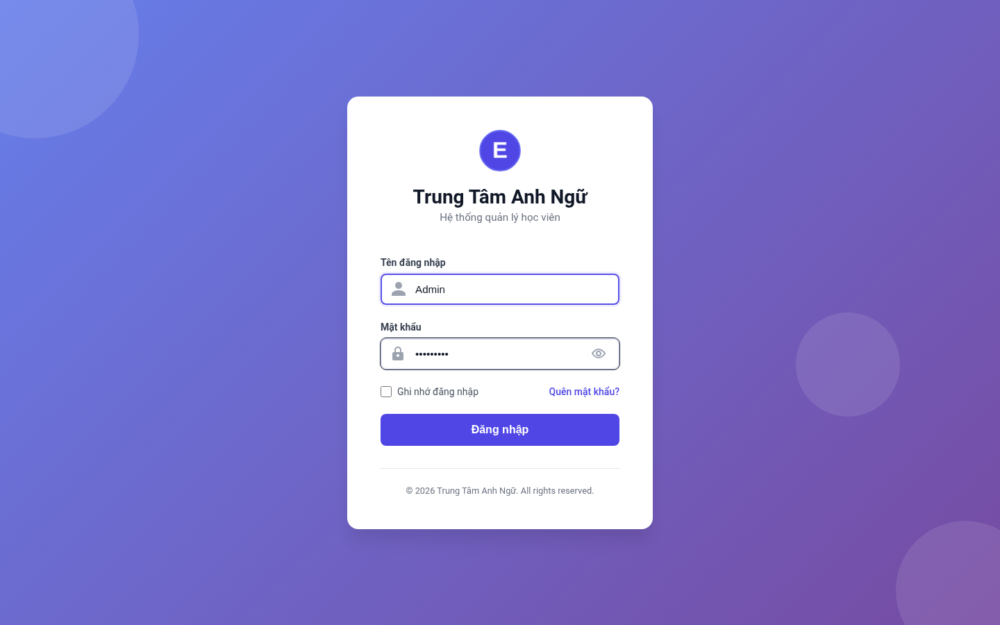 E
Trung Tâm Anh Ngữ
Hệ thống quản lý học viên
Tên đăng nhập
Admin
Mật khẩu
•••••••••
Ghi nhớ đăng nhập Quên mật khẩu?
Đăng nhập
© 2026 Trung Tâm Anh Ngữ. All rights reserved.